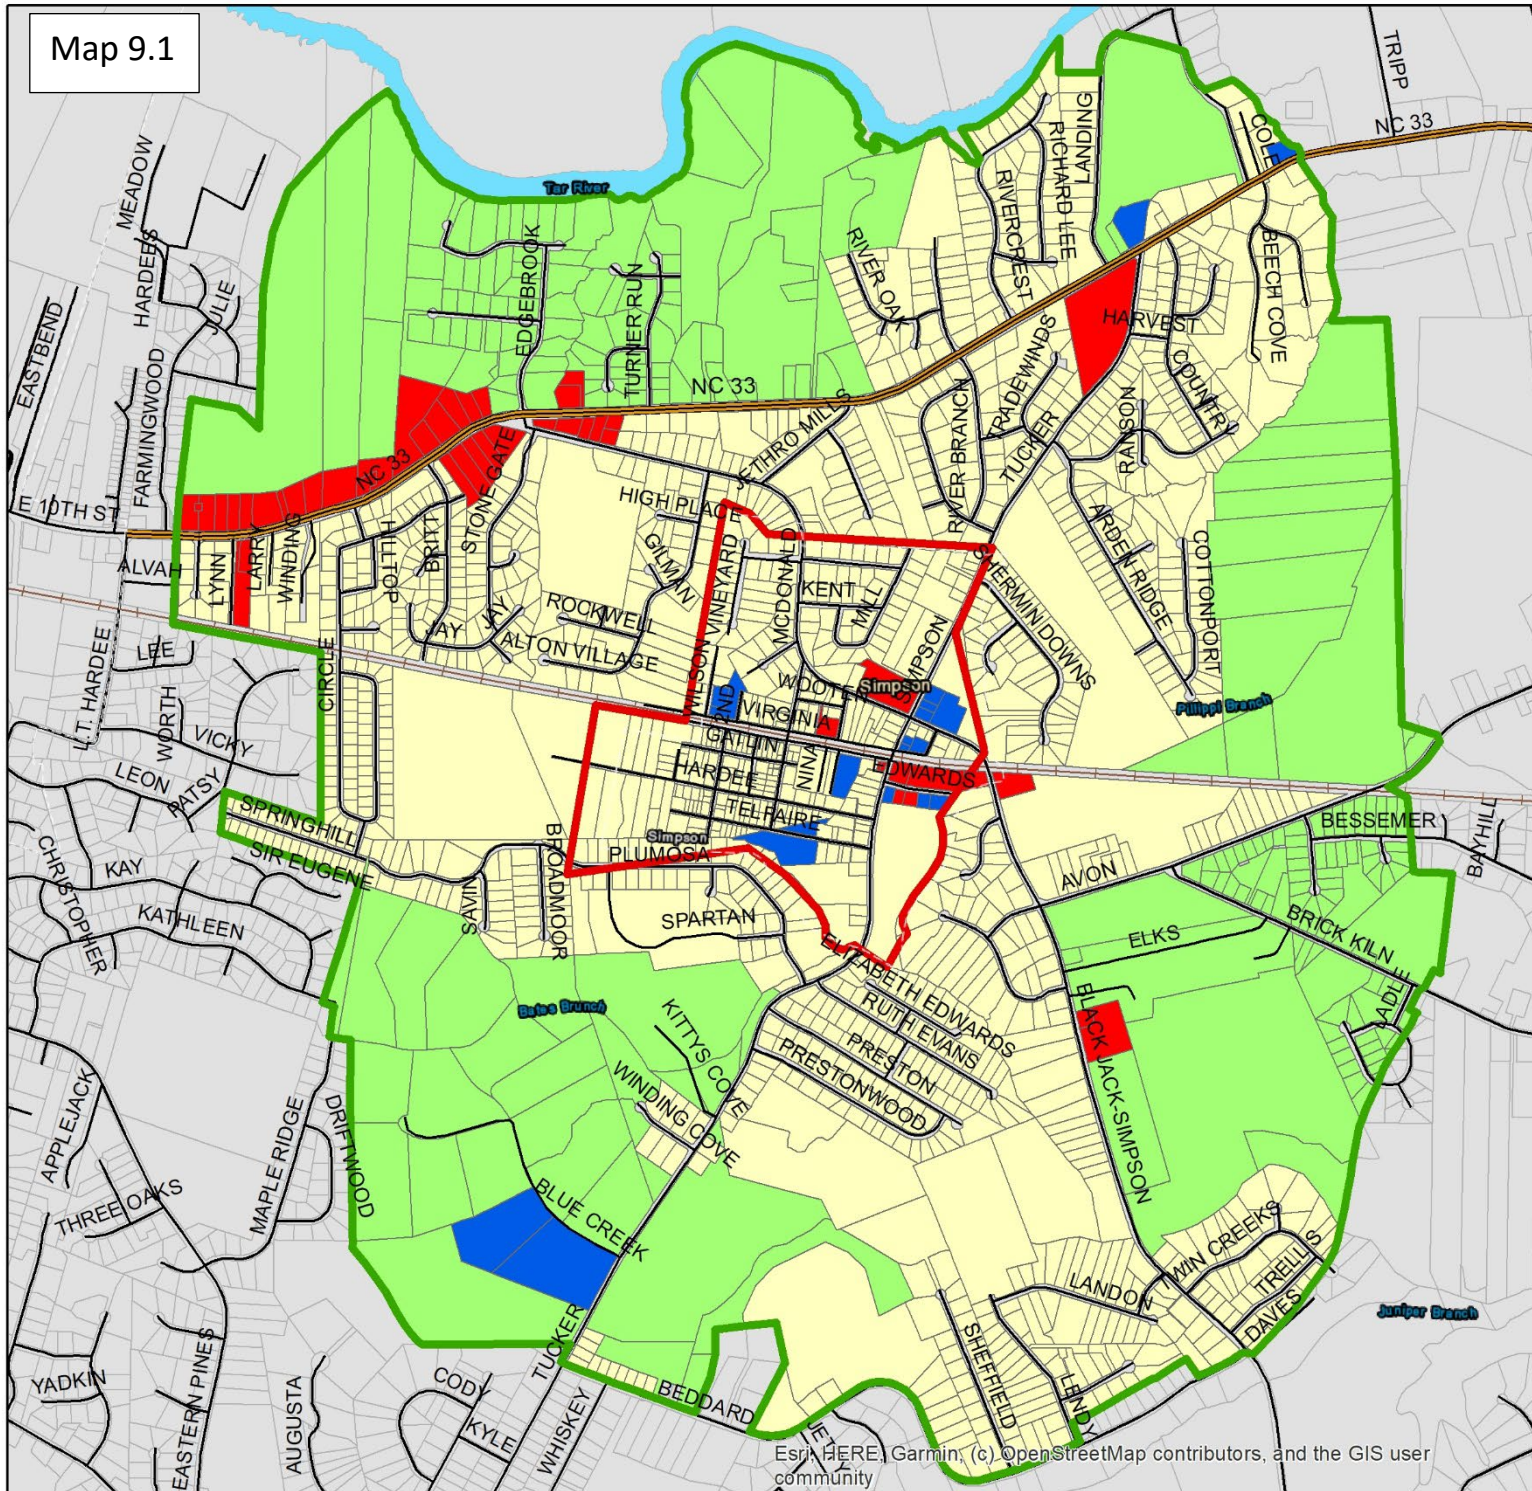 Map 9.1
TRIPP
NC 33
COLE
LANDING
RICHARD LEE
RIVERCREST
BEECH COVE
MEADOW
HARDEES
JULIE
Tar River
EDGEBROOK
TURNER RUN
RIVER OAK
EASTBEND
FARMINGWOOD
HARVEST
COUNTRY
TRADEWINDS
RANSON
NC 33
RIVER BRANCH
TUCKER
JETHRO MILLS
STONE GATE
NC 33
E 10TH ST
HIGH PLACE
ALVAH
LYNN
LARRY
WINDING
HILLTOP
BRITT
GILMAN
WILSON VINEYARD
MCDONALD
KENT
MILL
SHERWIN DOWNS
ARDEN RIDGE
COTTONPORT
ROCKWELL
JAY
JAY
ALTON VILLAGE
LEE
L.T. HARDEE
CIRCLE
WORTH
VICKY
LEON
PATSY
SIMPSON
Simpson
WOOTEN
2ND
VIRGINIA
GATLIN
NINA
HARDEE
EDWARDS
TELFAIRE
Pillippi Branch
SPRINGHILL
SIR EUGENE
CHRISTOPHER
KAY
KATHLEEN
BROADMOOR
Simpson
PLUMOSA
SAVIN
SPARTAN
AVON
BESSEMER
BAYHILL
BRICK KILN
ELKS
LADLE
ELIZABETH EDWARDS
RUTH EVANS
PRESTON
PRESTONWOOD
BLACK JACK-SIMPSON
Bates Brunch
KITTYS COVE
WINDING COVE
APPLEJACK
MAPLE RIDGE
DRIFTWOOD
THREE OAKS
BLUE CREEK
TWIN CREEKS
TRELLIS
LANDON
DAVES
Juniper Branch
TUCKER
SHEFFIELD
LENDY
YADKIN
EASTERN PINES
AUGUSTA
CODY
KYLE
WHISKEY
BEDDARD
Esri, HERE, Garmin, (c) OpenStreetMap contributors, and the GIS user
community